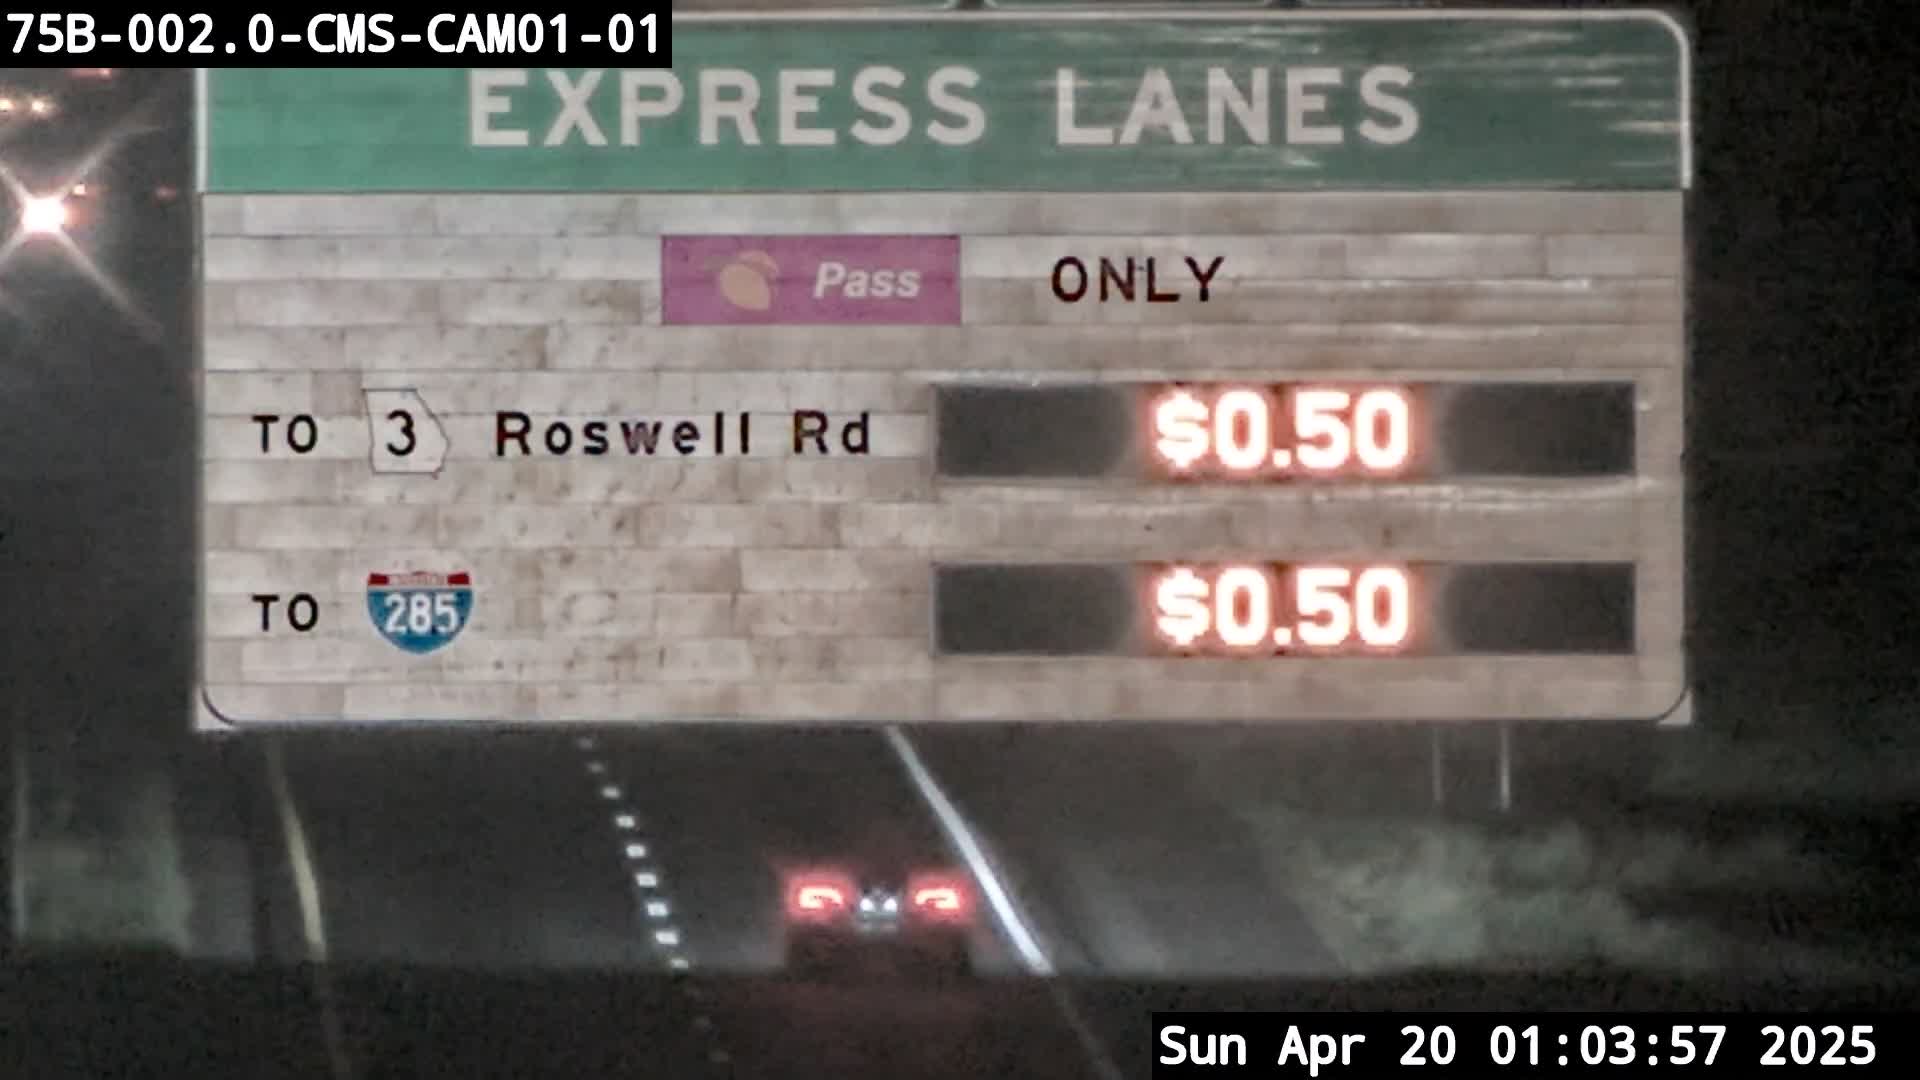 75B-002.0-CMS-CAM01-01
EXPRESS LANES
Pass ONLY
TO 3 Roswell Rd $0.50
TO 285 $0.50
Sun Apr 20 01:03:57 2025